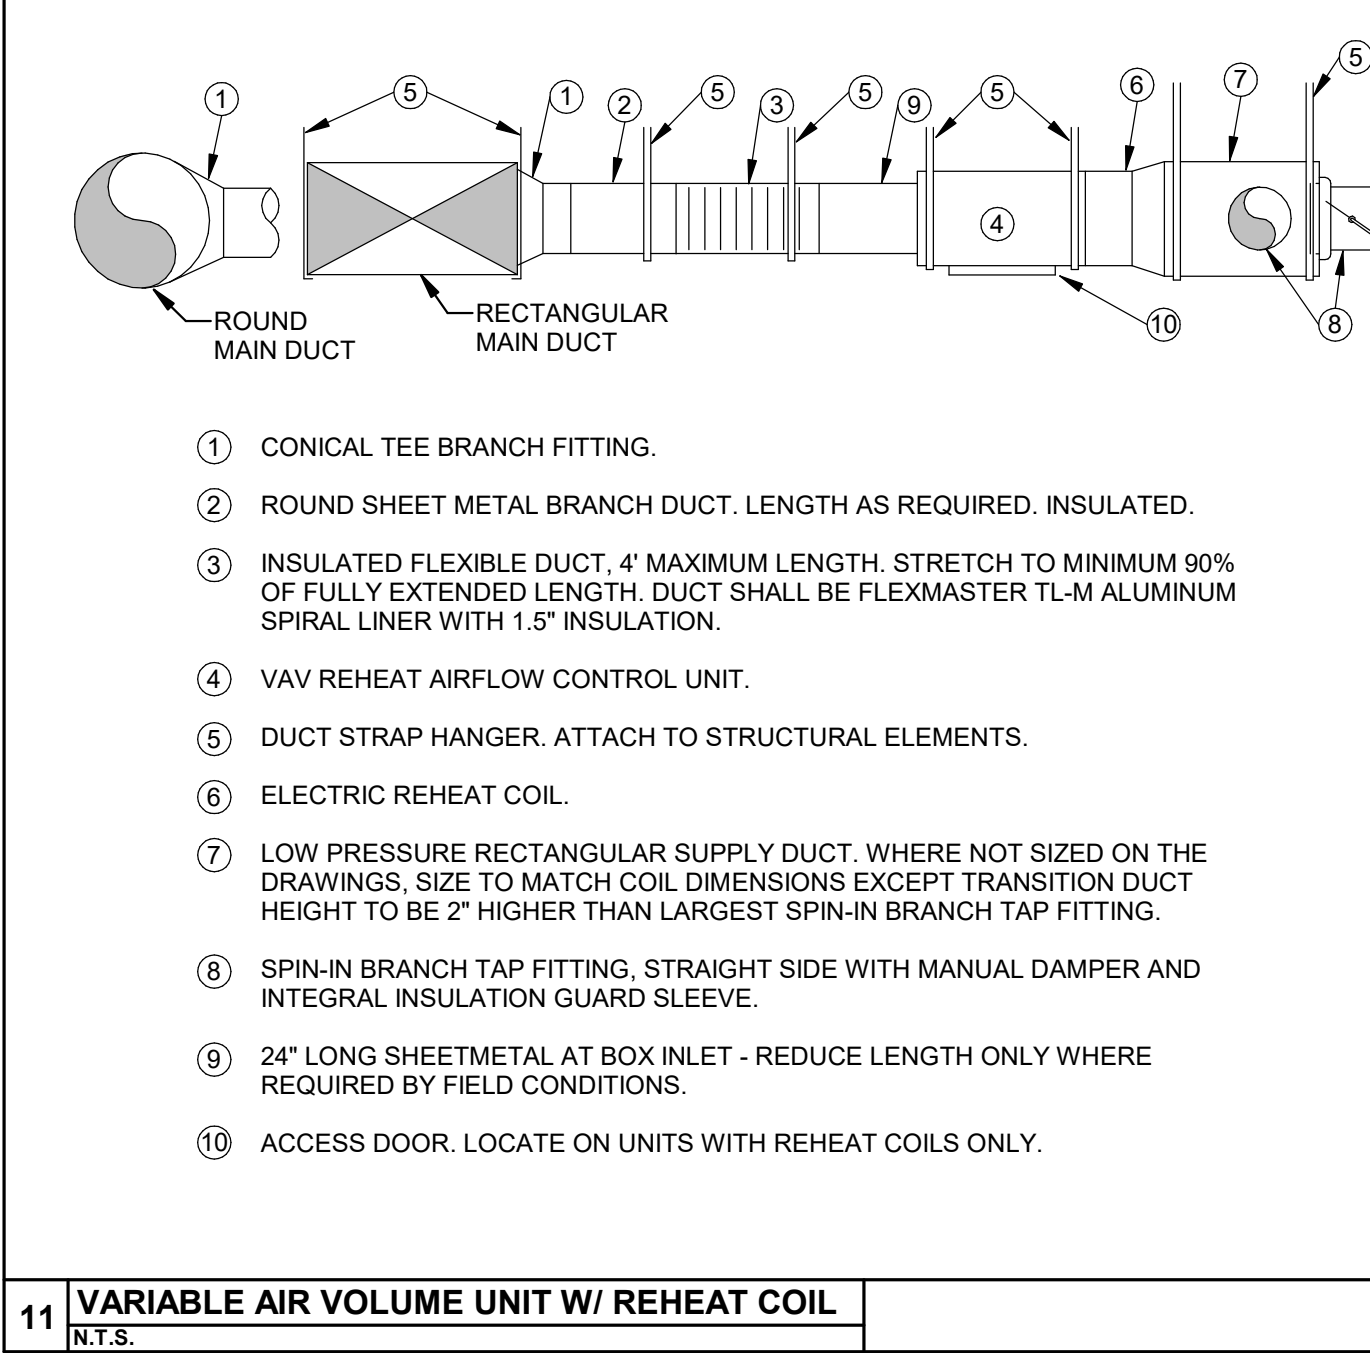 5
1
5
1
2
5
3
5
9
5
6
7
4
10
8
ROUND
MAIN DUCT
RECTANGULAR
MAIN DUCT
1 CONICAL TEE BRANCH FITTING.
2 ROUND SHEET METAL BRANCH DUCT. LENGTH AS REQUIRED. INSULATED.
3 INSULATED FLEXIBLE DUCT, 4' MAXIMUM LENGTH. STRETCH TO MINIMUM 90%
OF FULLY EXTENDED LENGTH. DUCT SHALL BE FLEXMASTER TL-M ALUMINUM
SPIRAL LINER WITH 1.5" INSULATION.
4 VAV REHEAT AIRFLOW CONTROL UNIT.
5 DUCT STRAP HANGER. ATTACH TO STRUCTURAL ELEMENTS.
6 ELECTRIC REHEAT COIL.
7 LOW PRESSURE RECTANGULAR SUPPLY DUCT. WHERE NOT SIZED ON THE
DRAWINGS, SIZE TO MATCH COIL DIMENSIONS EXCEPT TRANSITION DUCT
HEIGHT TO BE 2" HIGHER THAN LARGEST SPIN-IN BRANCH TAP FITTING.
8 SPIN-IN BRANCH TAP FITTING, STRAIGHT SIDE WITH MANUAL DAMPER AND
INTEGRAL INSULATION GUARD SLEEVE.
9 24" LONG SHEETMETAL AT BOX INLET - REDUCE LENGTH ONLY WHERE
REQUIRED BY FIELD CONDITIONS.
10 ACCESS DOOR. LOCATE ON UNITS WITH REHEAT COILS ONLY.
11 VARIABLE AIR VOLUME UNIT W/ REHEAT COIL
N.T.S.